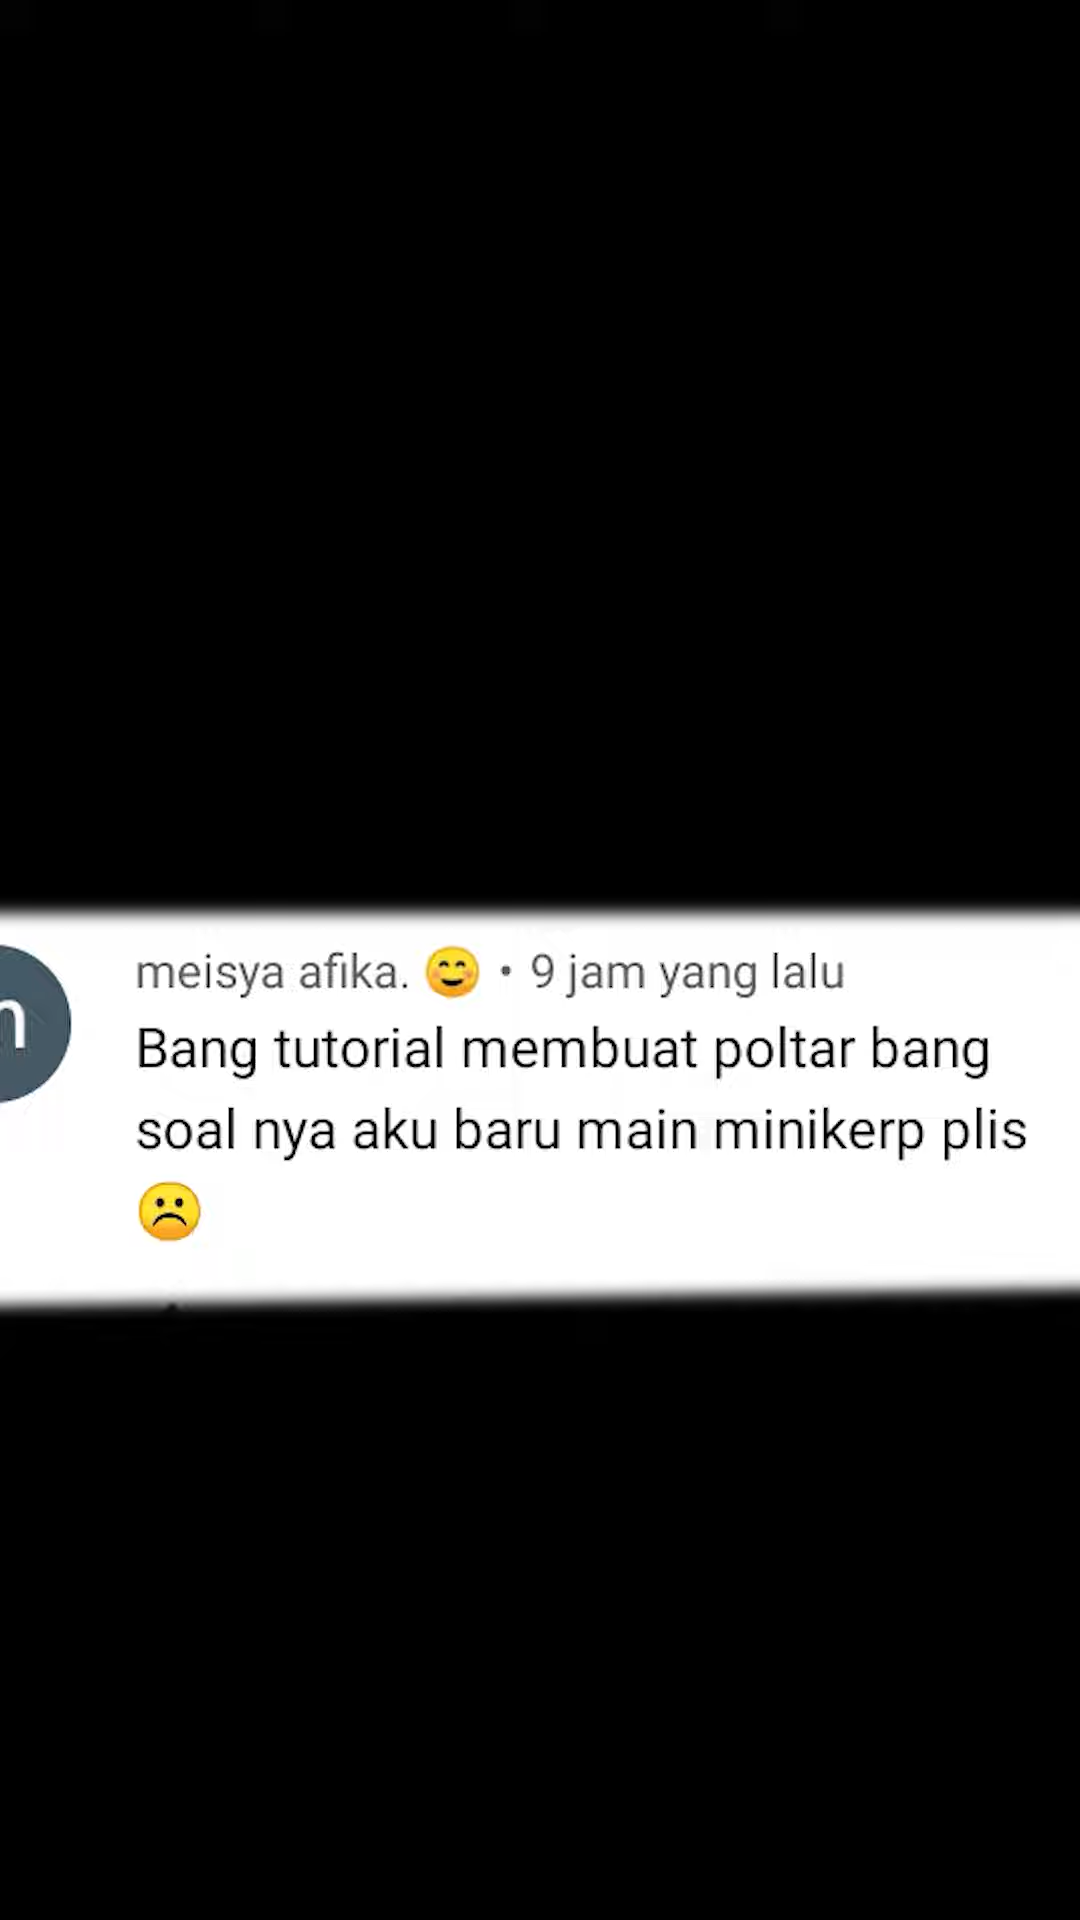 n
meisya afika. 😊 • 9 jam yang lalu
Bang tutorial membuat poltar bang
soal nya aku baru main minikerp plis
☹️